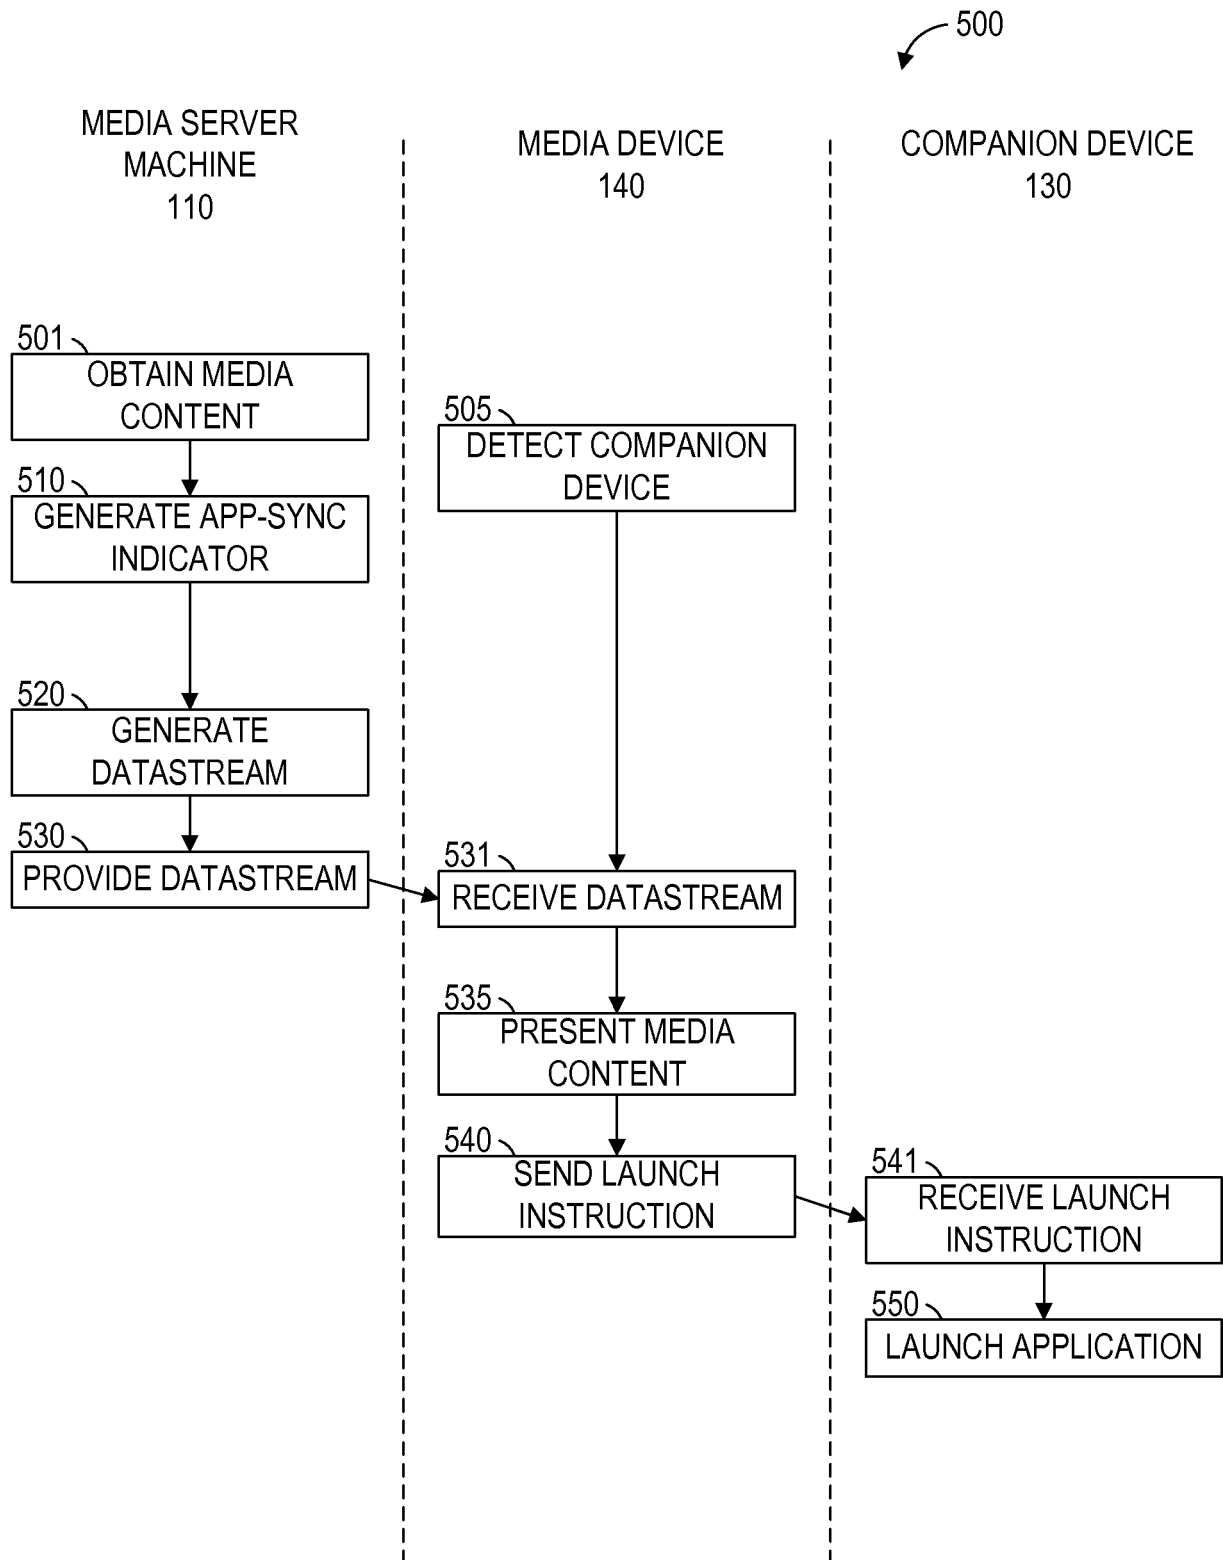 500
MEDIA SERVER
MACHINE
110
MEDIA DEVICE
140
COMPANION DEVICE
130
501
OBTAIN MEDIA
CONTENT
505
DETECT COMPANION
DEVICE
510
GENERATE APP-SYNC
INDICATOR
520
GENERATE
DATASTREAM
530
PROVIDE DATASTREAM
531
RECEIVE DATASTREAM
535
PRESENT MEDIA
CONTENT
540
SEND LAUNCH
INSTRUCTION
541
RECEIVE LAUNCH
INSTRUCTION
550
LAUNCH APPLICATION